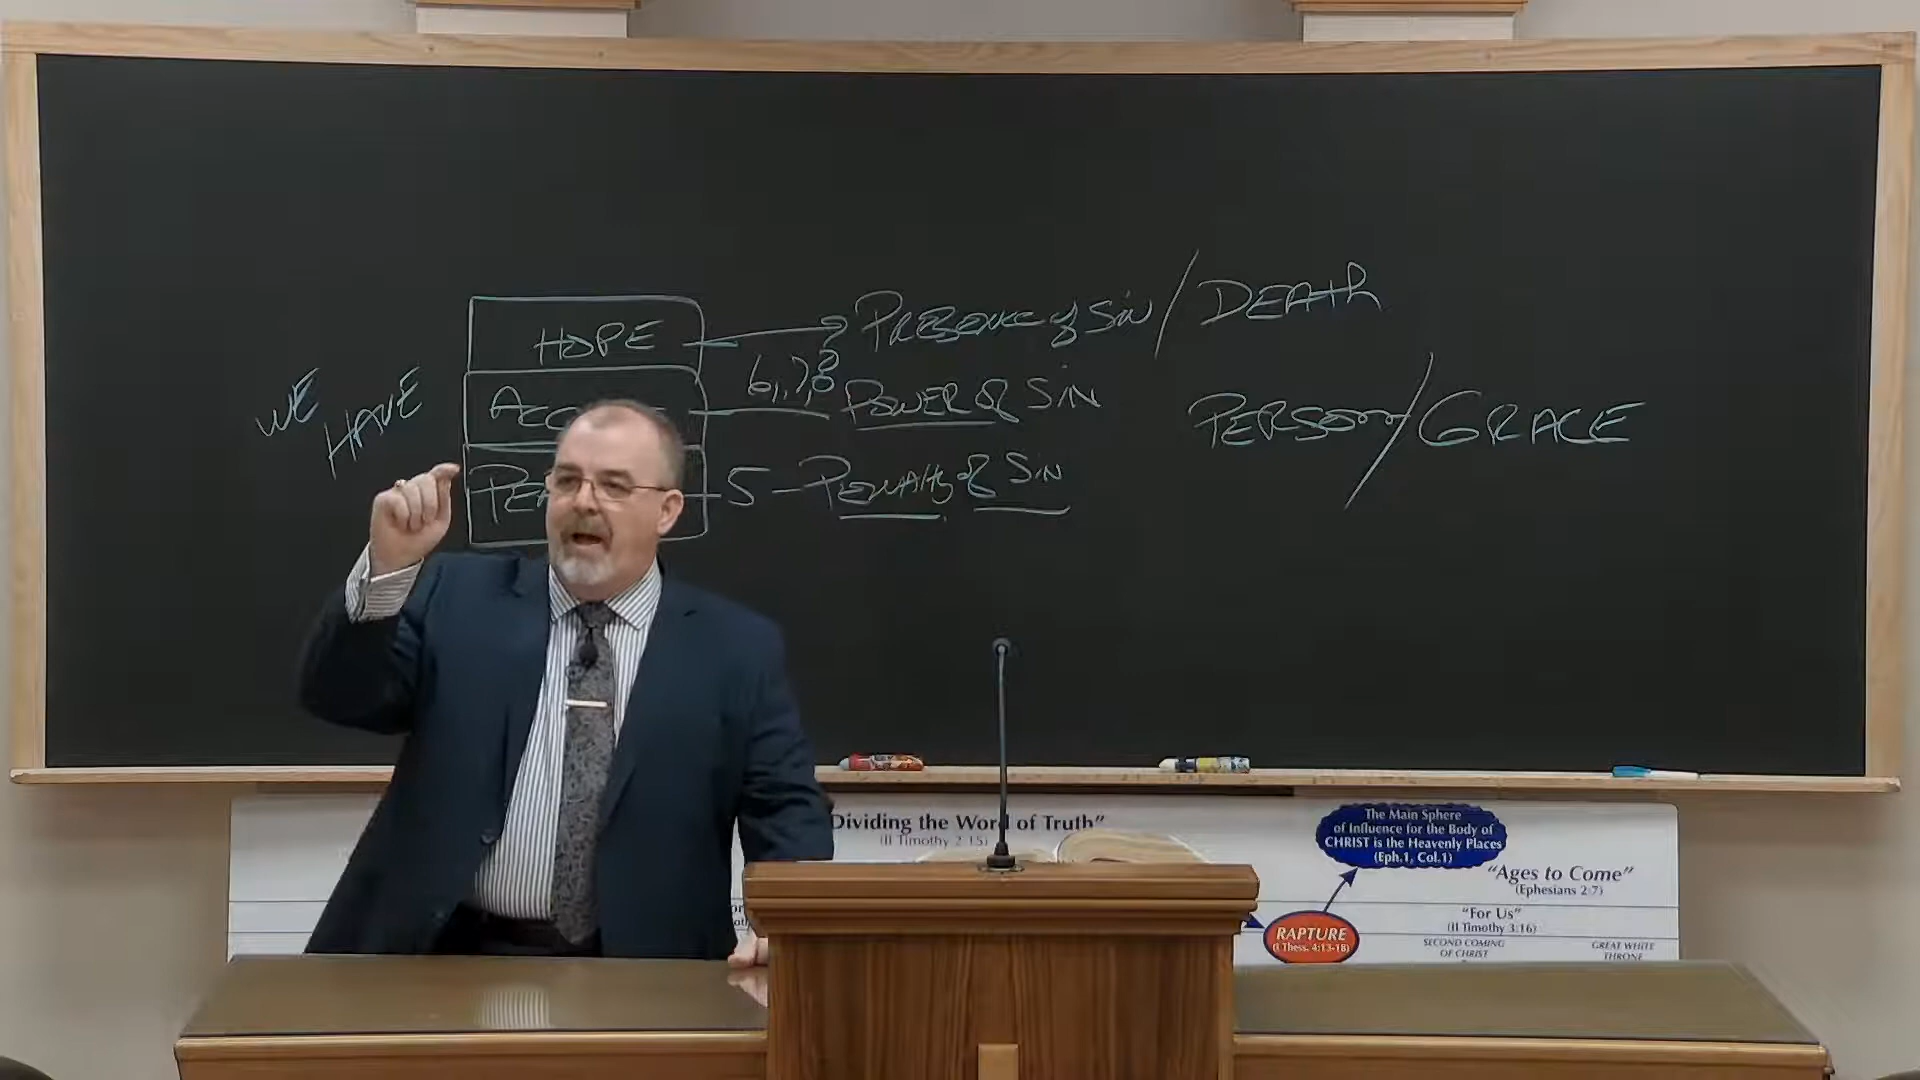 HOPE
Presence of Sin / DEATH
WE
HAVE
6,7,8
Power of Sin
PERSON/GRACE
5 - Penalty of Sin
Dividing the Word of Truth"
(II Timothy 2:15)
The Main Sphere
of Influence for the Body of
CHRIST is the Heavenly Places
(Eph.1, Col.1)
"Ages to Come"
(Ephesians 2:7)
"For Us"
(II Timothy 3:16)
RAPTURE
(I Thess. 4:13-18)
SECOND COMING
OF CHRIST
GREAT WHITE
THRONE